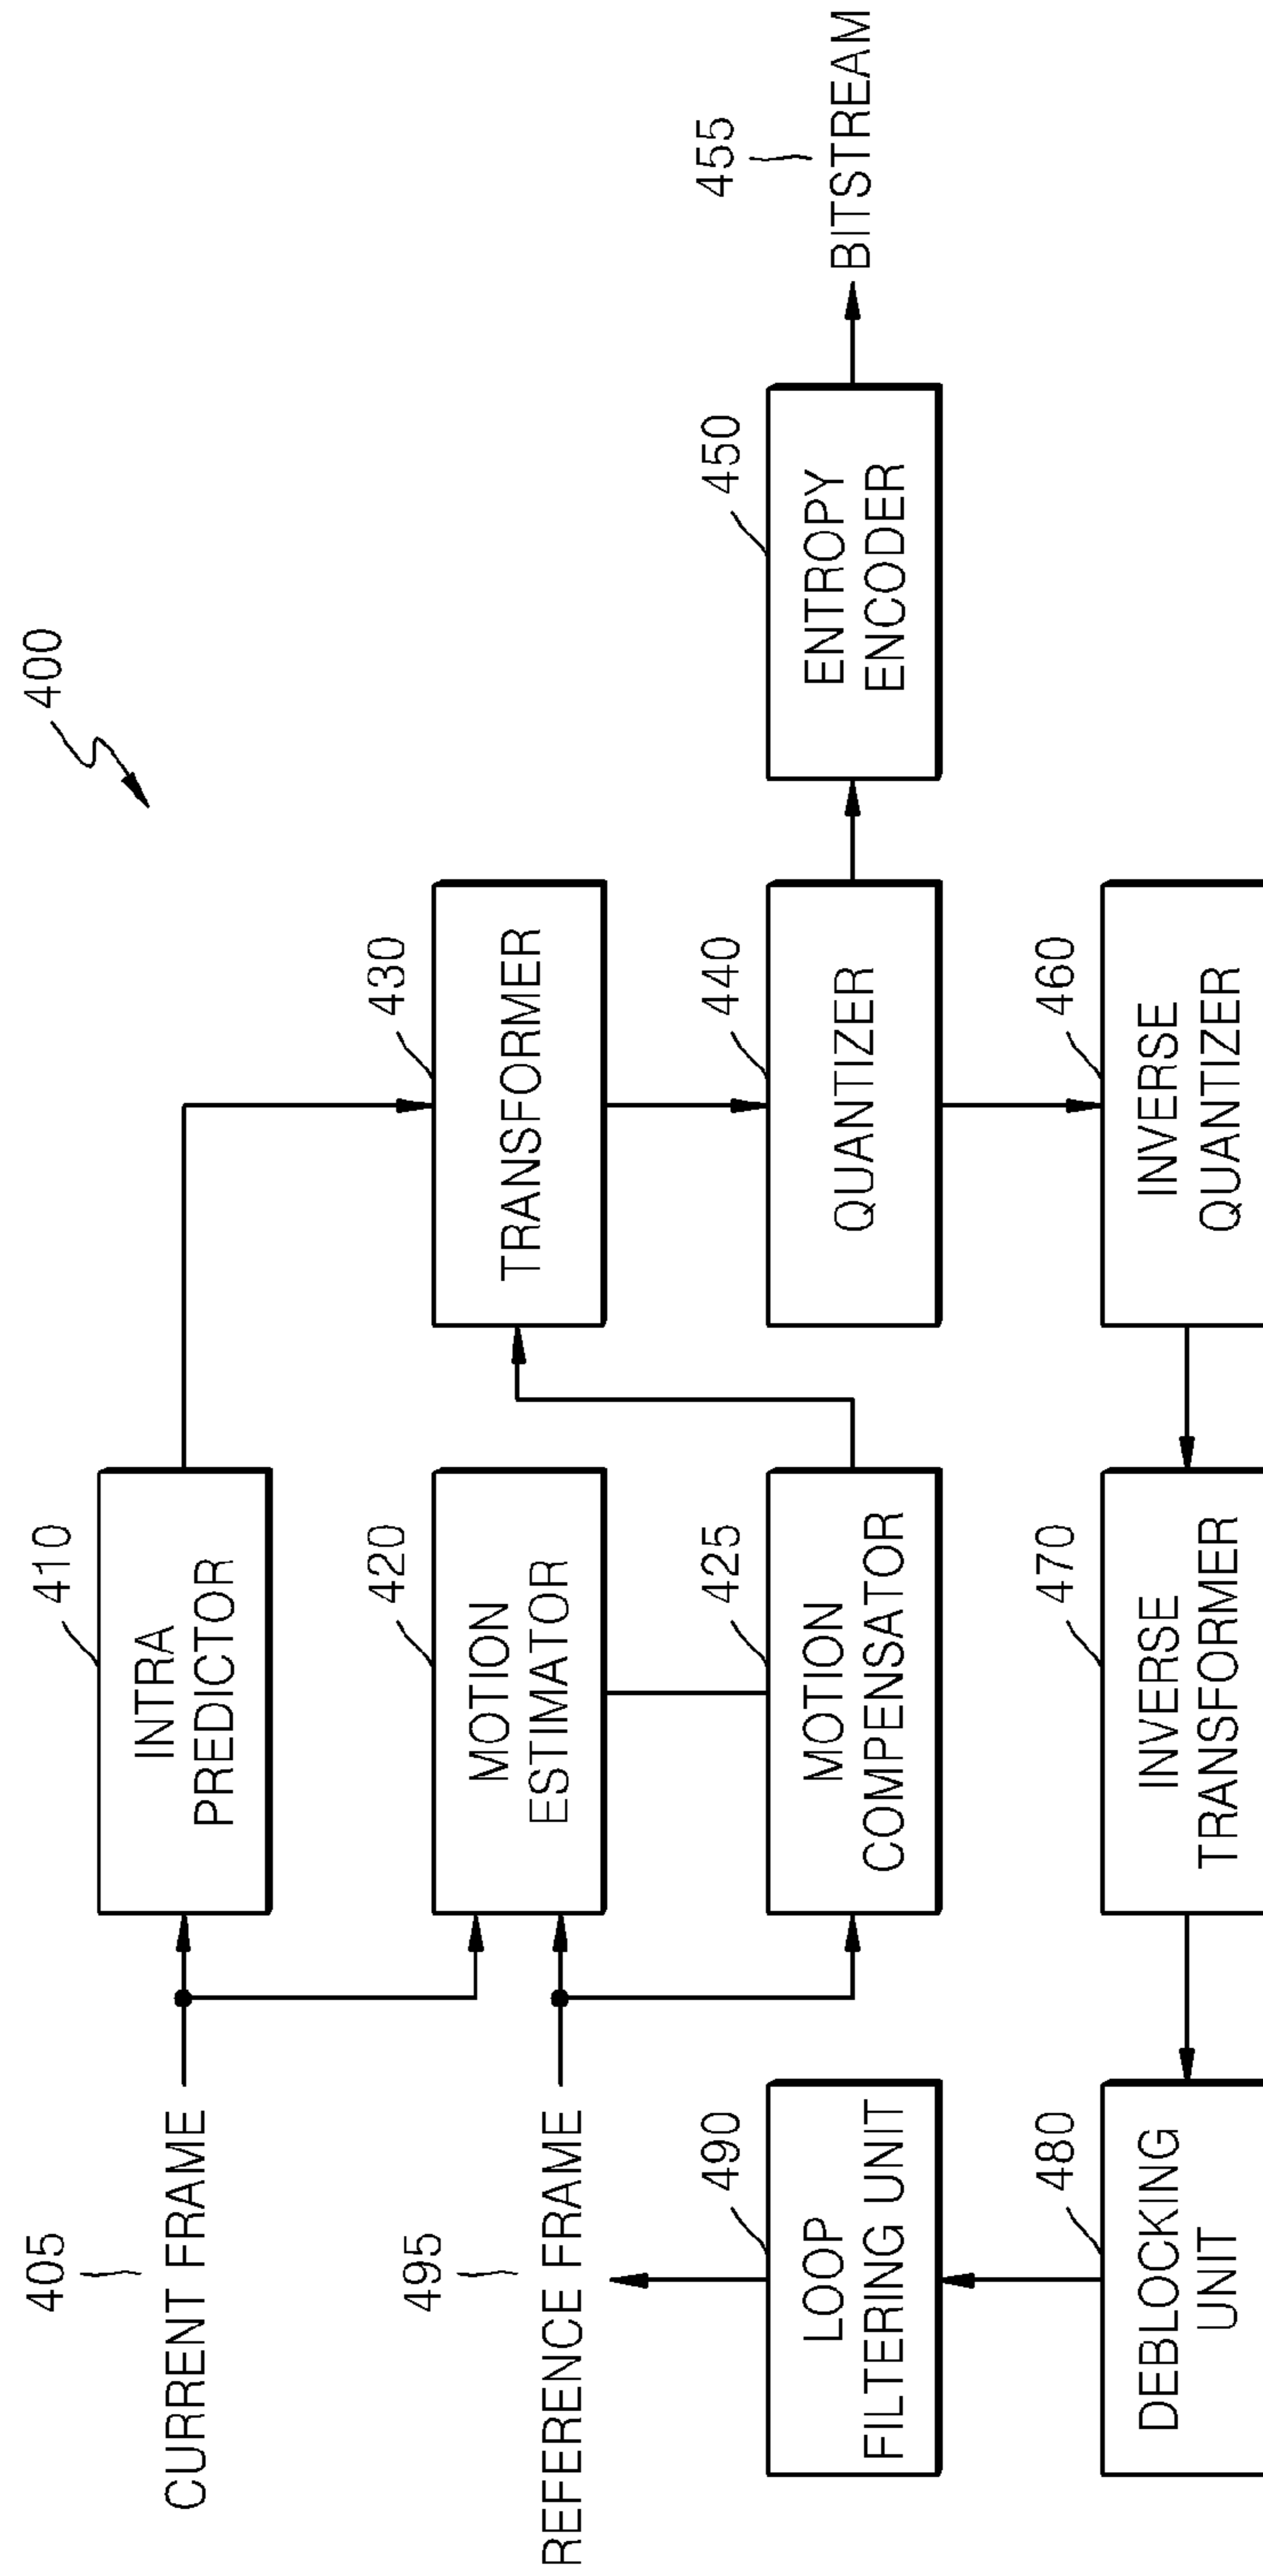 400
405
CURRENT FRAME
410
INTRA
PREDICTOR
495
REFERENCE FRAME
420
MOTION
ESTIMATOR
430
TRANSFORMER
490
LOOP
FILTERING UNIT
425
MOTION
COMPENSATOR
440
QUANTIZER
450
ENTROPY
ENCODER
455
BITSTREAM
480
DEBLOCKING
UNIT
470
INVERSE
TRANSFORMER
460
INVERSE
QUANTIZER